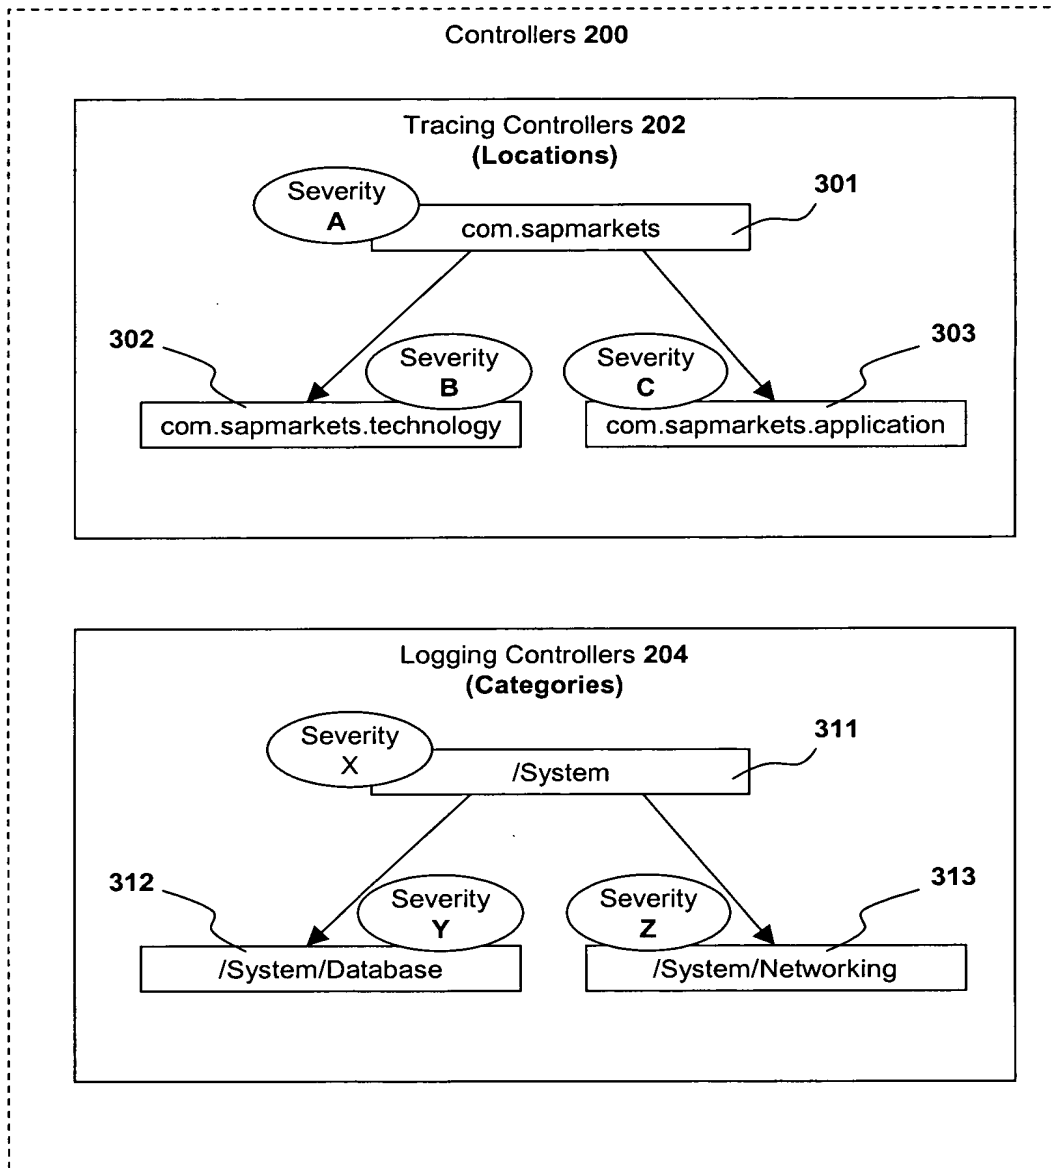 Controllers 200
Tracing Controllers 202
(Locations)
Severity
A
301
com.sapmarkets
302
303
Severity
B
Severity
C
com.sapmarkets.technology
com.sapmarkets.application
Logging Controllers 204
(Categories)
Severity
X
311
/System
312
313
Severity
Y
Severity
Z
/System/Database
/System/Networking